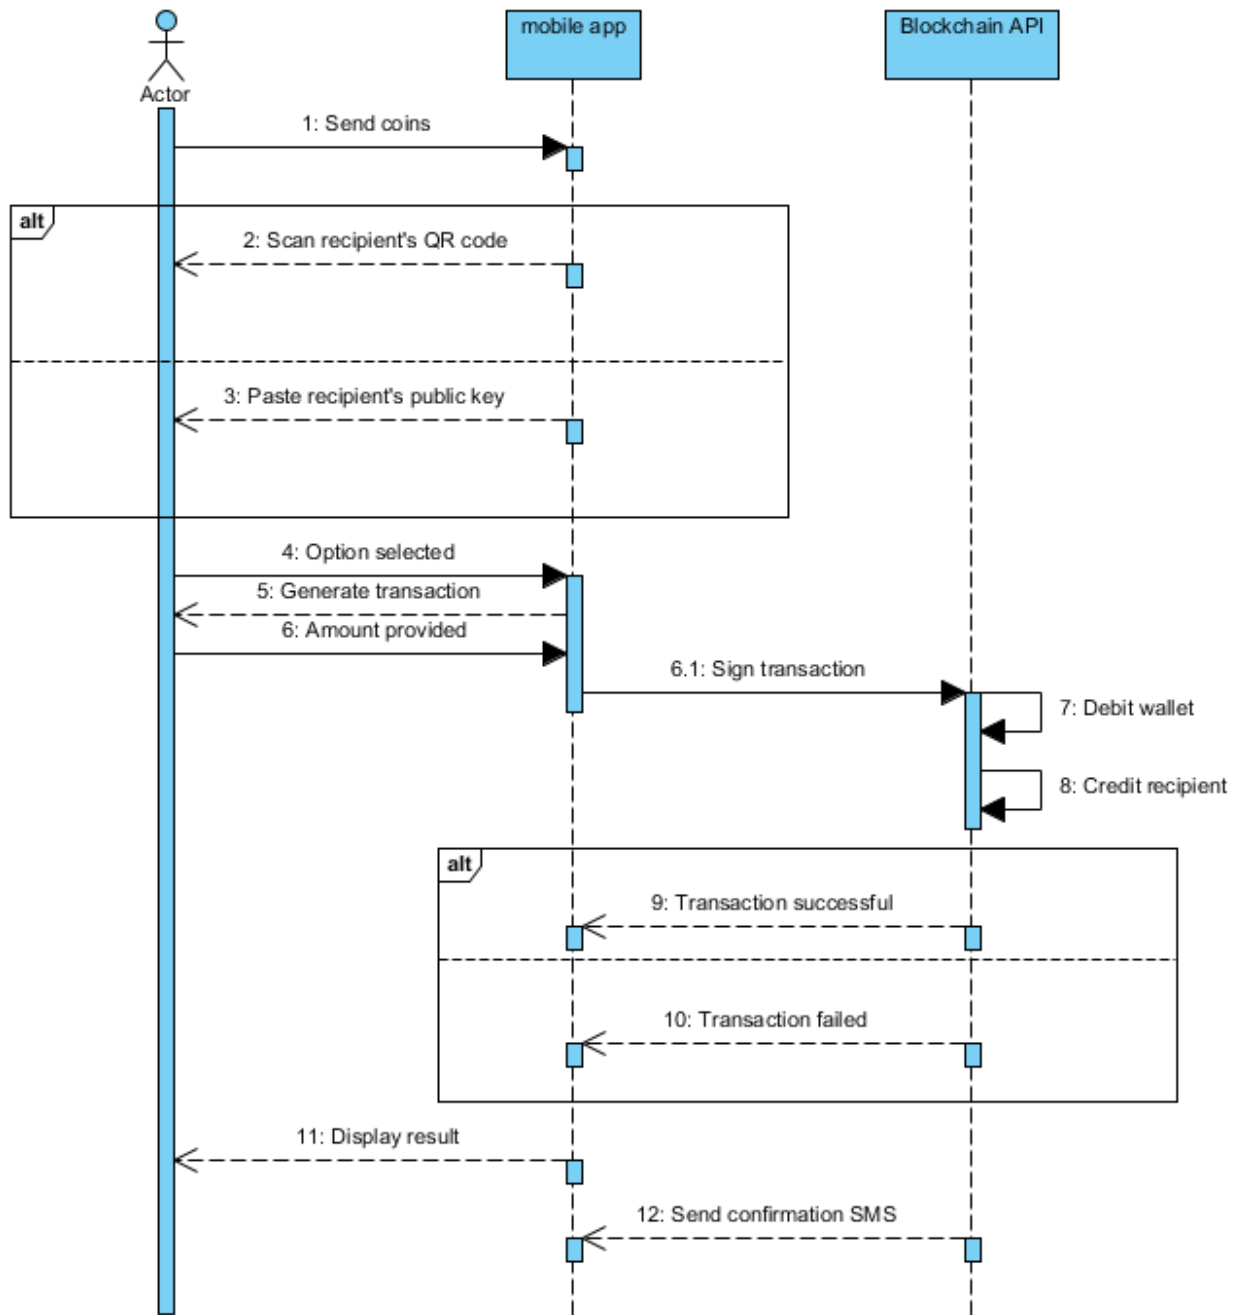 mobile app
Blockchain API
Actor
1: Send coins
alt
2: Scan recipient's QR code
3: Paste recipient's public key
4: Option selected
5: Generate transaction
6: Amount provided
6.1: Sign transaction
7: Debit wallet
8: Credit recipient
alt
9: Transaction successful
10: Transaction failed
11: Display result
12: Send confirmation SMS